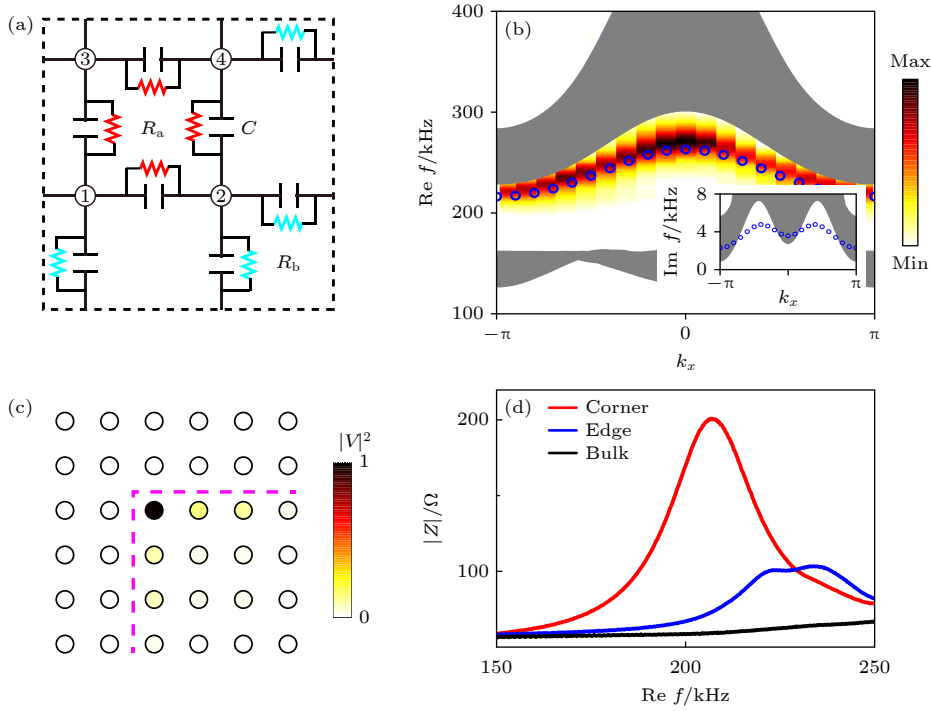 (a)
3
4
R_a
C
1
2
R_b
(b)
400
300
200
100
Re f/kHz
−π
0
π
k_x
Im f/kHz
8
4
0
−π
π
k_x
Max
Min
(c)
|V|²
1
0
(d)
Corner
Edge
Bulk
200
100
|Z|/Ω
150
200
250
Re f/kHz